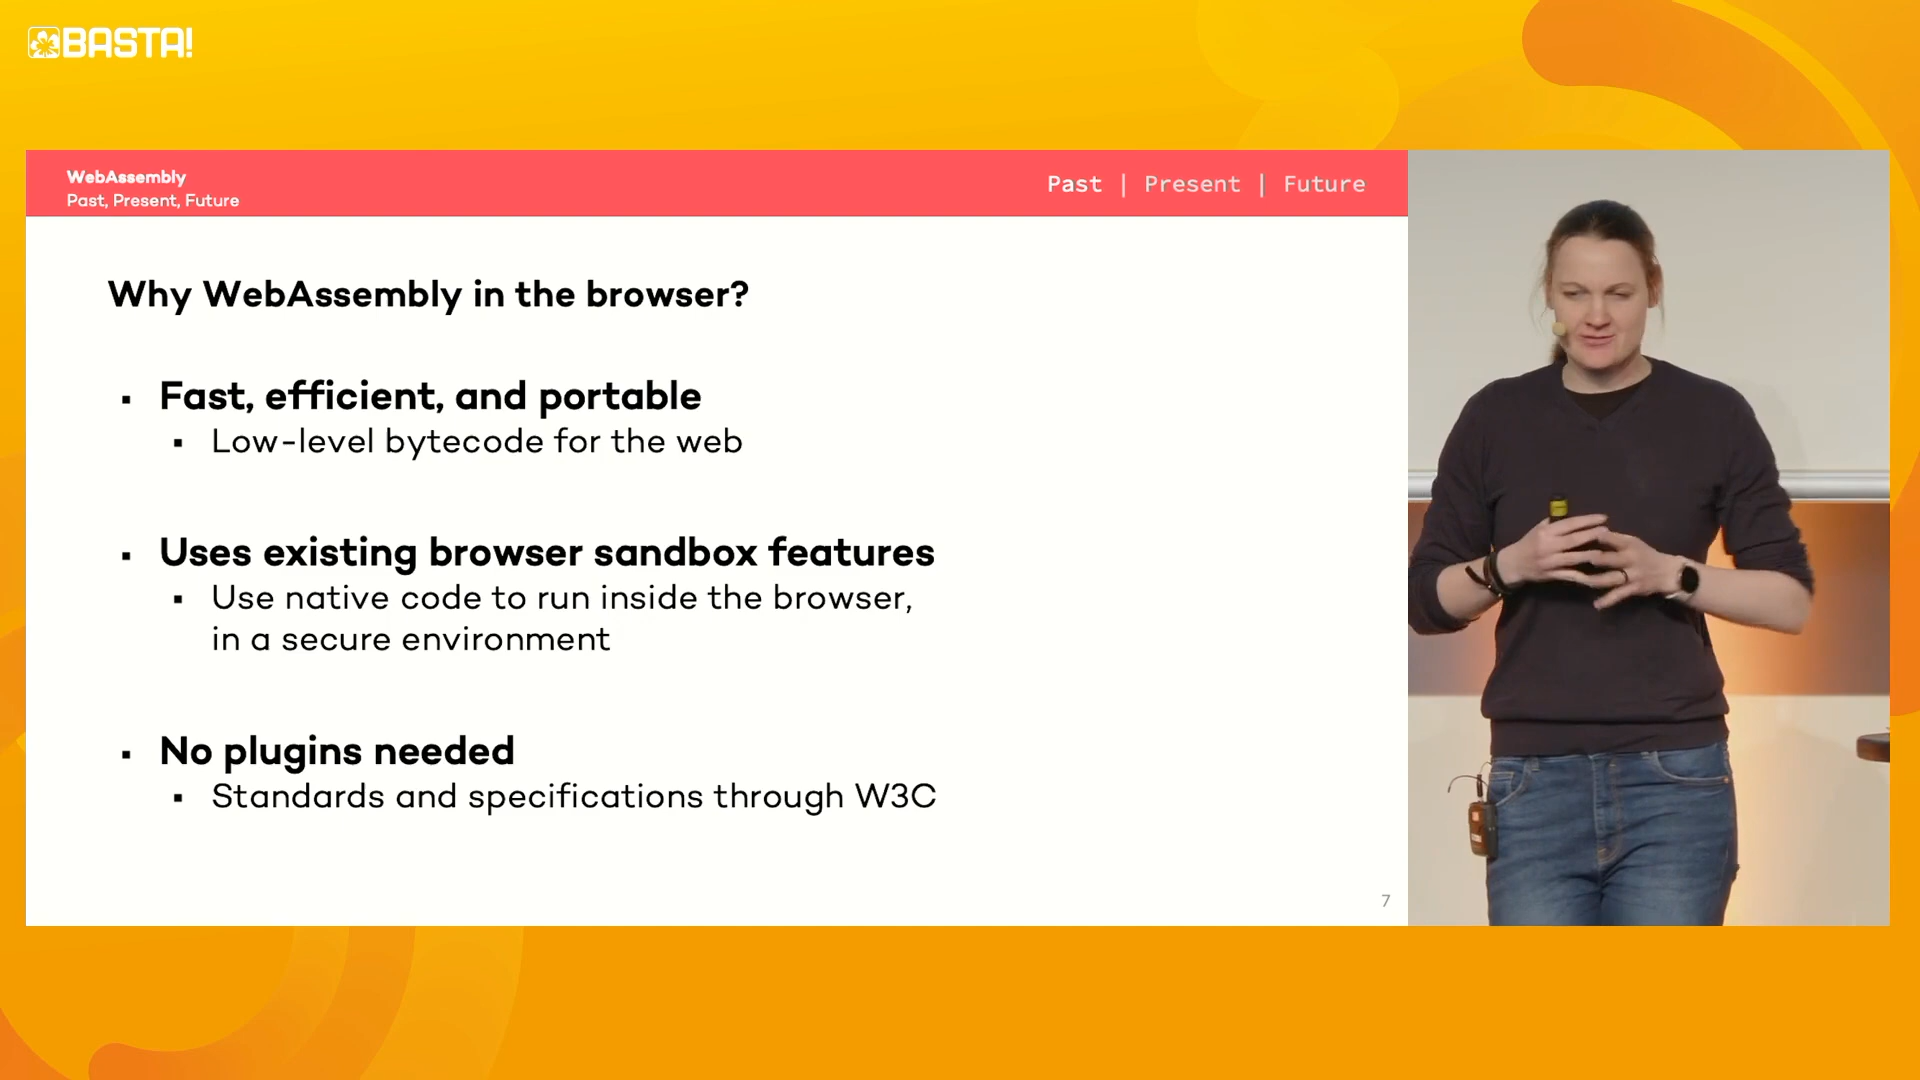 BASTA!
WebAssembly
Past, Present, Future
Past | Present | Future
Why WebAssembly in the browser?
▪ Fast, efficient, and portable
▪ Low-level bytecode for the web
▪ Uses existing browser sandbox features
▪ Use native code to run inside the browser,
in a secure environment
▪ No plugins needed
▪ Standards and specifications through W3C
7